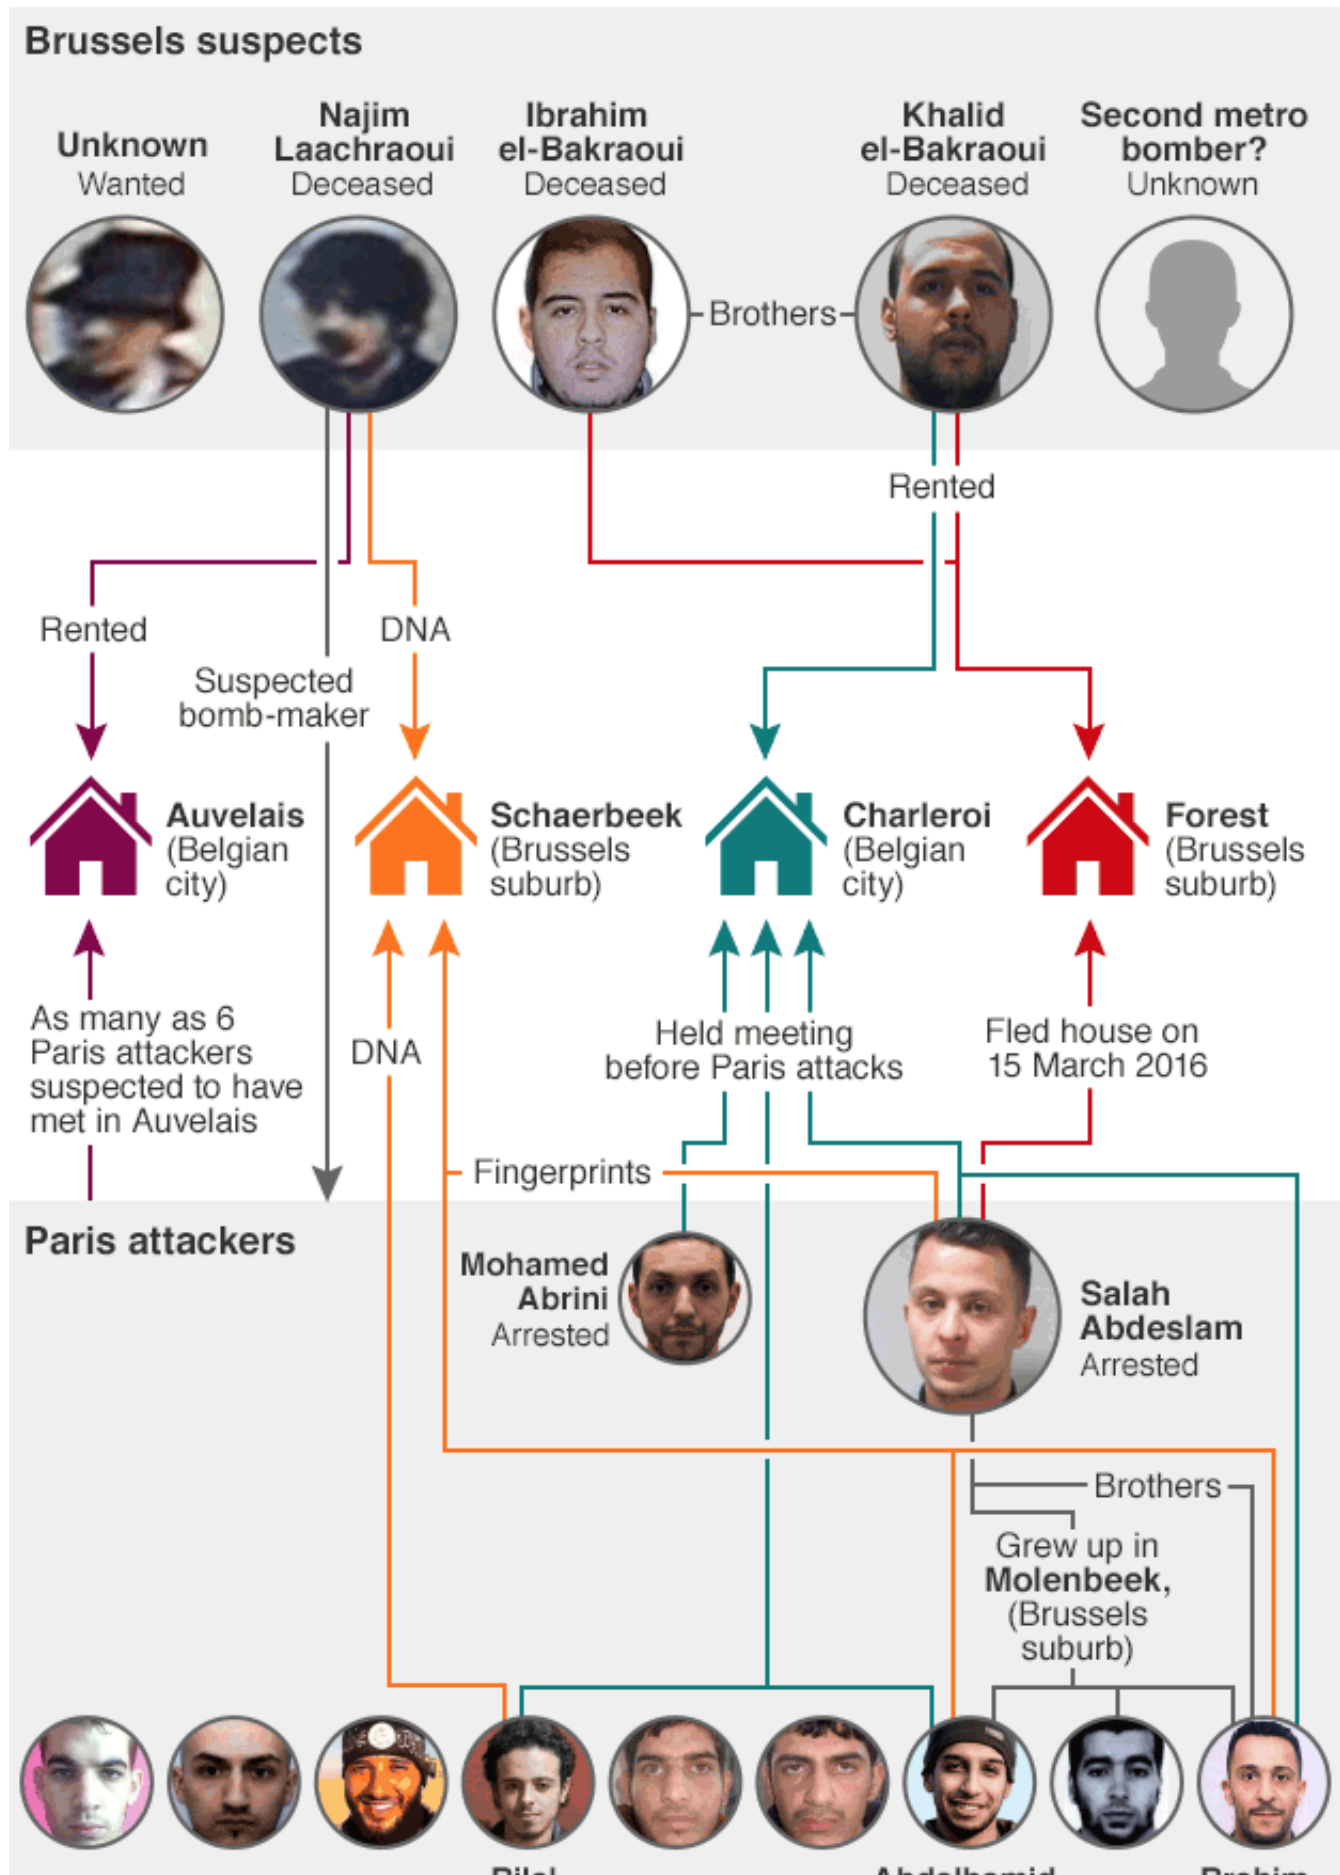 Brussels suspects
Unknown
Wanted
Najim
Laachraoui
Deceased
Ibrahim
el-Bakraoui
Deceased
Khalid
el-Bakraoui
Deceased
Second metro
bomber?
Unknown
Brothers
Rented
Rented
DNA
Suspected
bomb-maker
Auvelais
(Belgian
city)
Schaerbeek
(Brussels
suburb)
Charleroi
(Belgian
city)
Forest
(Brussels
suburb)
As many as 6
Paris attackers
suspected to have
met in Auvelais
DNA
Held meeting
before Paris attacks
Fled house on
15 March 2016
Fingerprints
Paris attackers
Mohamed
Abrini
Arrested
Salah
Abdeslam
Arrested
Brothers
Grew up in
Molenbeek,
(Brussels
suburb)
Bilal
Abdelhamid
Brahim